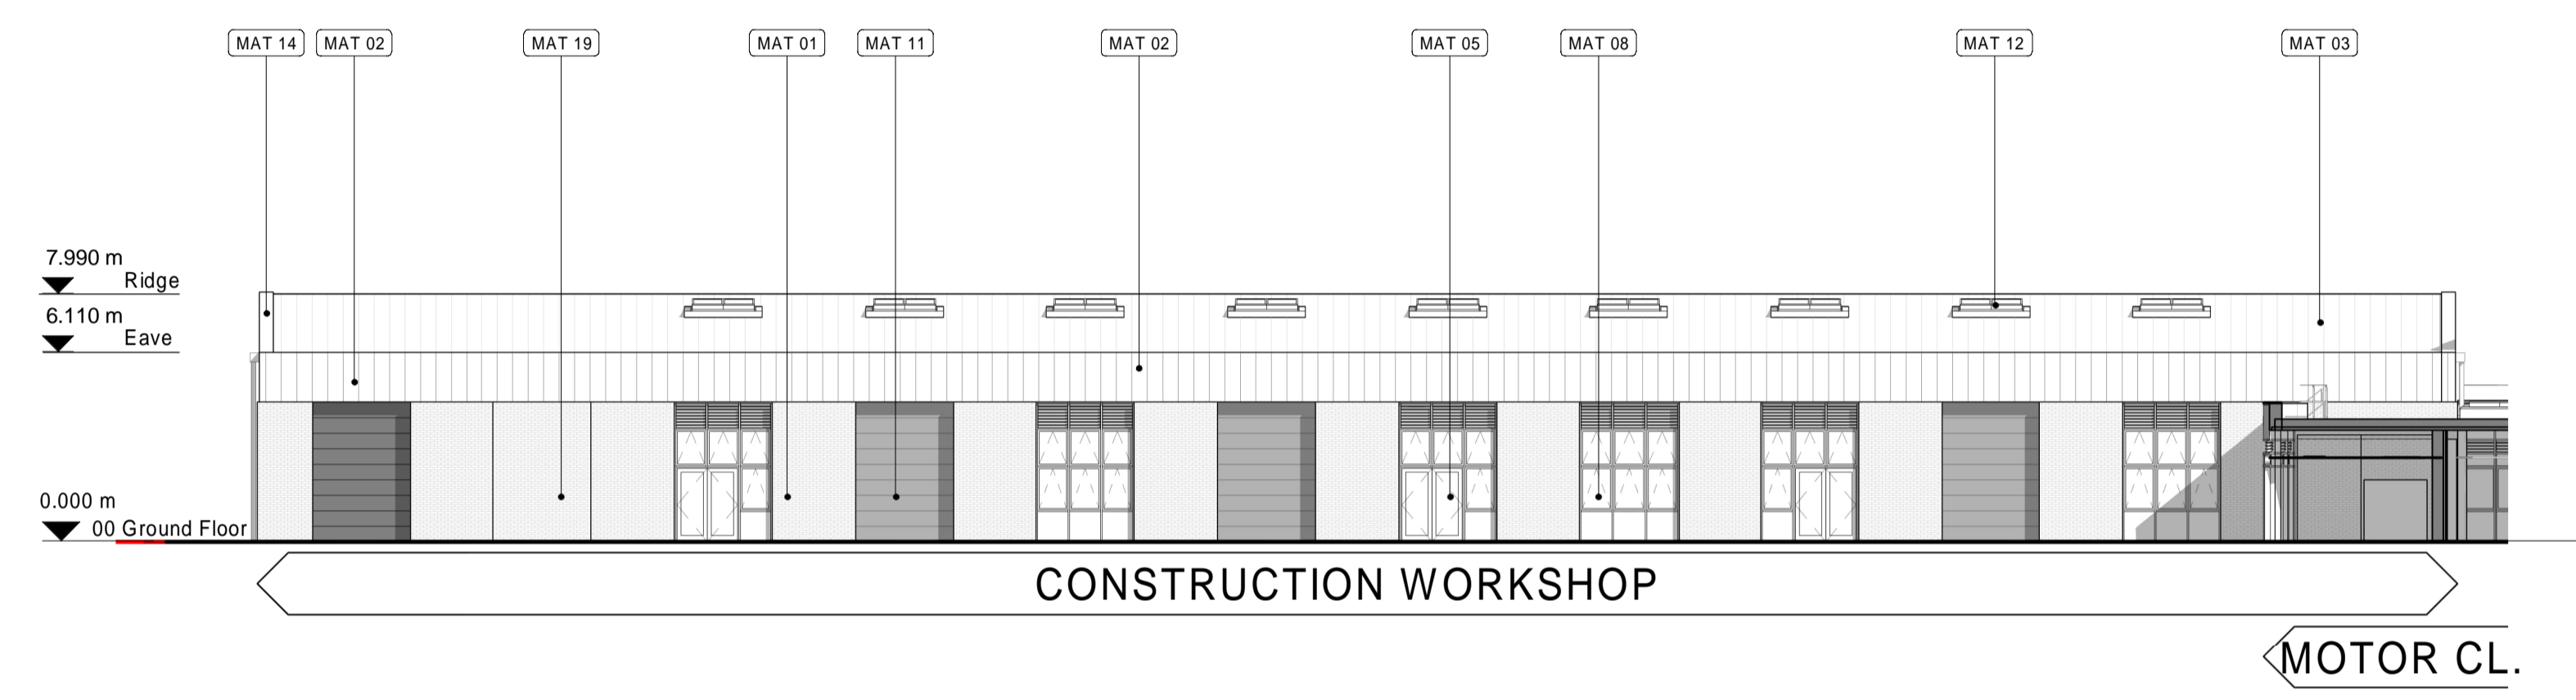 MAT 14 MAT 02 MAT 19 MAT 01 MAT 11 MAT 02 MAT 05 MAT 08 MAT 12 MAT 03
7.990 m
Ridge
6.110 m
Eave
0.000 m
00 Ground Floor
CONSTRUCTION WORKSHOP
MOTOR CL.